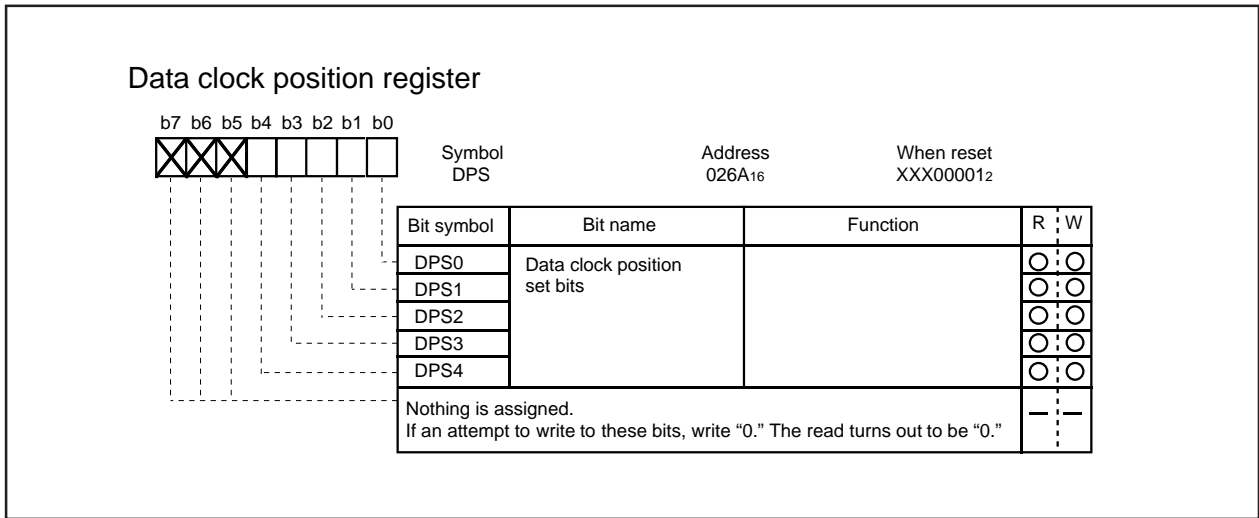 Data clock position register
b7 b6 b5 b4 b3 b2 b1 b0
Symbol Address When reset
DPS 026A16 XXX000012
Bit symbol Bit name Function R W
DPS0 Data clock position
DPS1 set bits
DPS2
DPS3
DPS4
Nothing is assigned.
If an attempt to write to these bits, write “0.” The read turns out to be “0.”